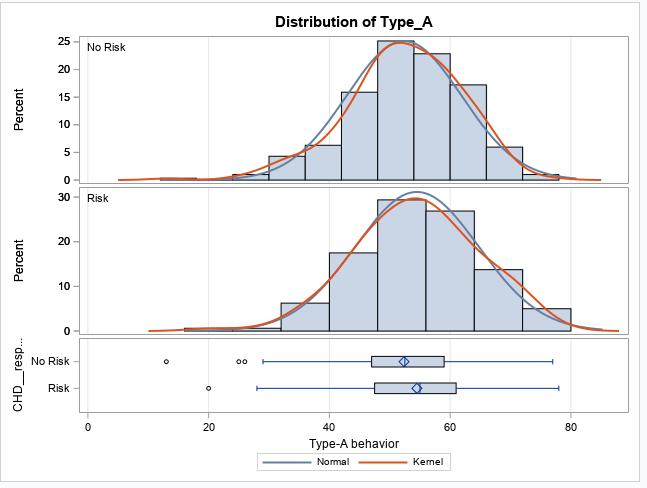 Distribution of Type_A
No Risk
Percent
25
20
15
10
5
0
Risk
Percent
30
20
10
0
CHD__resp...
No Risk
Risk
0 20 40 60 80
Type-A behavior
Normal Kernel